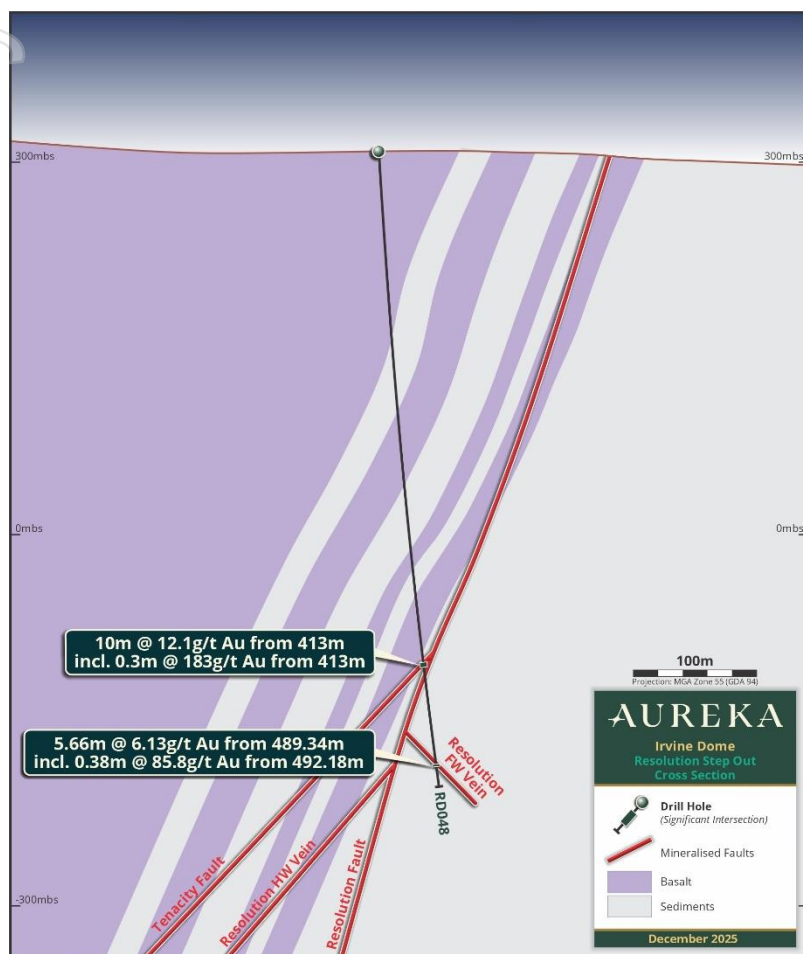 300mbs
300mbs
0mbs
0mbs
10m @ 12.1g/t Au from 413m
incl. 0.3m @ 183g/t Au from 413m
5.66m @ 6.13g/t Au from 489.34m
incl. 0.38m @ 85.8g/t Au from 492.18m
Resolution
FW Vein
RD048
Tenacity Fault
Resolution HW Vein
Resolution Fault
-300mbs
100m
Projection: MGA Zone 55 (GDA 94)
AUREKA
Irvine Dome
Resolution Step Out
Cross Section
Drill Hole
(Significant Intersection)
Mineralised Faults
Basalt
Sediments
December 2025